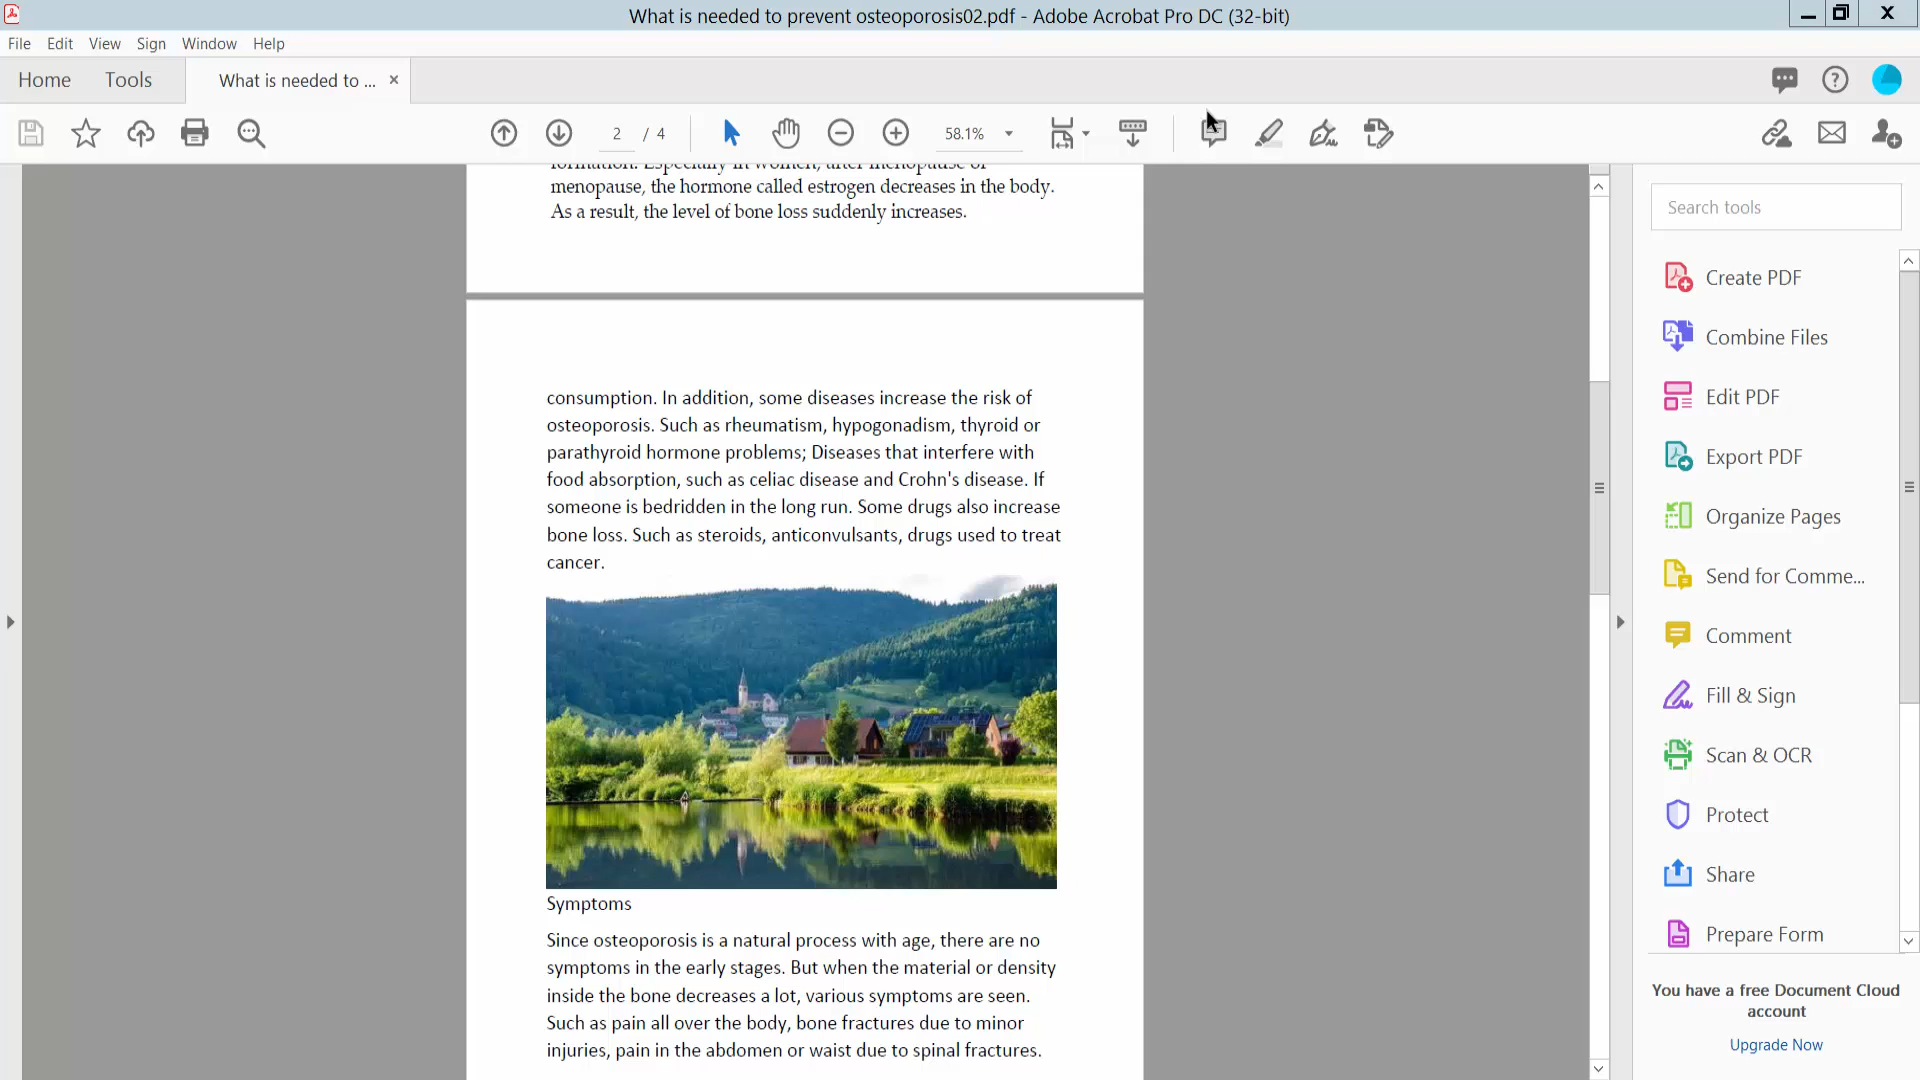 What is needed to prevent osteoporosis02.pdf - Adobe Acrobat Pro DC (32-bit)
File Edit View Sign Window Help
Home Tools What is needed to ... ×
2 / 4 58.1%
formation. Especially in women, after menopause or
menopause, the hormone called estrogen decreases in the body.
As a result, the level of bone loss suddenly increases.
consumption. In addition, some diseases increase the risk of
osteoporosis. Such as rheumatism, hypogonadism, thyroid or
parathyroid hormone problems; Diseases that interfere with
food absorption, such as celiac disease and Crohn's disease. If
someone is bedridden in the long run. Some drugs also increase
bone loss. Such as steroids, anticonvulsants, drugs used to treat
cancer.
Symptoms
Since osteoporosis is a natural process with age, there are no
symptoms in the early stages. But when the material or density
inside the bone decreases a lot, various symptoms are seen.
Such as pain all over the body, bone fractures due to minor
injuries, pain in the abdomen or waist due to spinal fractures.
Search tools
Create PDF
Combine Files
Edit PDF
Export PDF
Organize Pages
Send for Comme...
Comment
Fill & Sign
Scan & OCR
Protect
Share
Prepare Form
You have a free Document Cloud
account
Upgrade Now